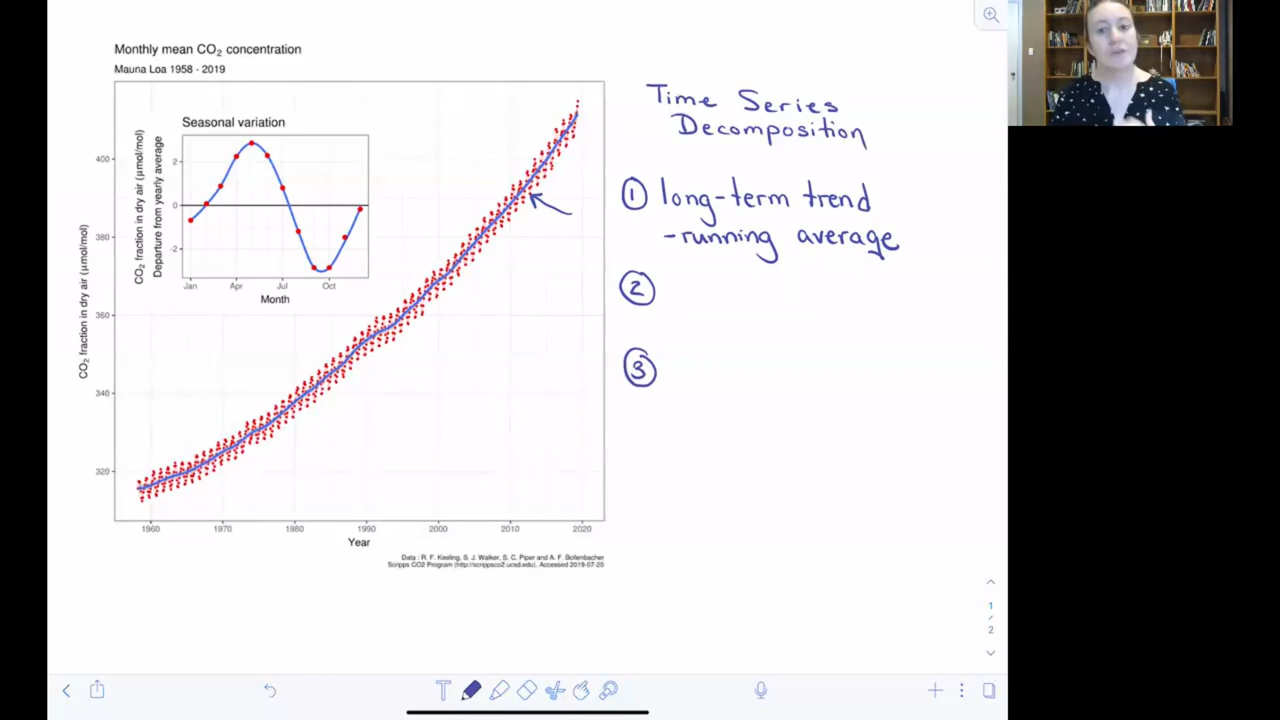 Monthly mean CO₂ concentration
Mauna Loa 1958 - 2019
Seasonal variation
CO₂ fraction in dry air (µmol/mol)
Departure from yearly average
2
0
-2
Jan Apr Jul Oct
Month
CO₂ fraction in dry air (µmol/mol)
400
380
360
340
320
1960 1970 1980 1990 2000 2010 2020
Year
Data : R. F. Keeling, S. J. Walker, S. C. Piper and A. F. Bollenbacher
Scripps CO2 Program (http://scrippsco2.ucsd.edu). Accessed 2019-07-20
Time Series
Decomposition
① long-term trend
-running average
②
③
1
/
2
T